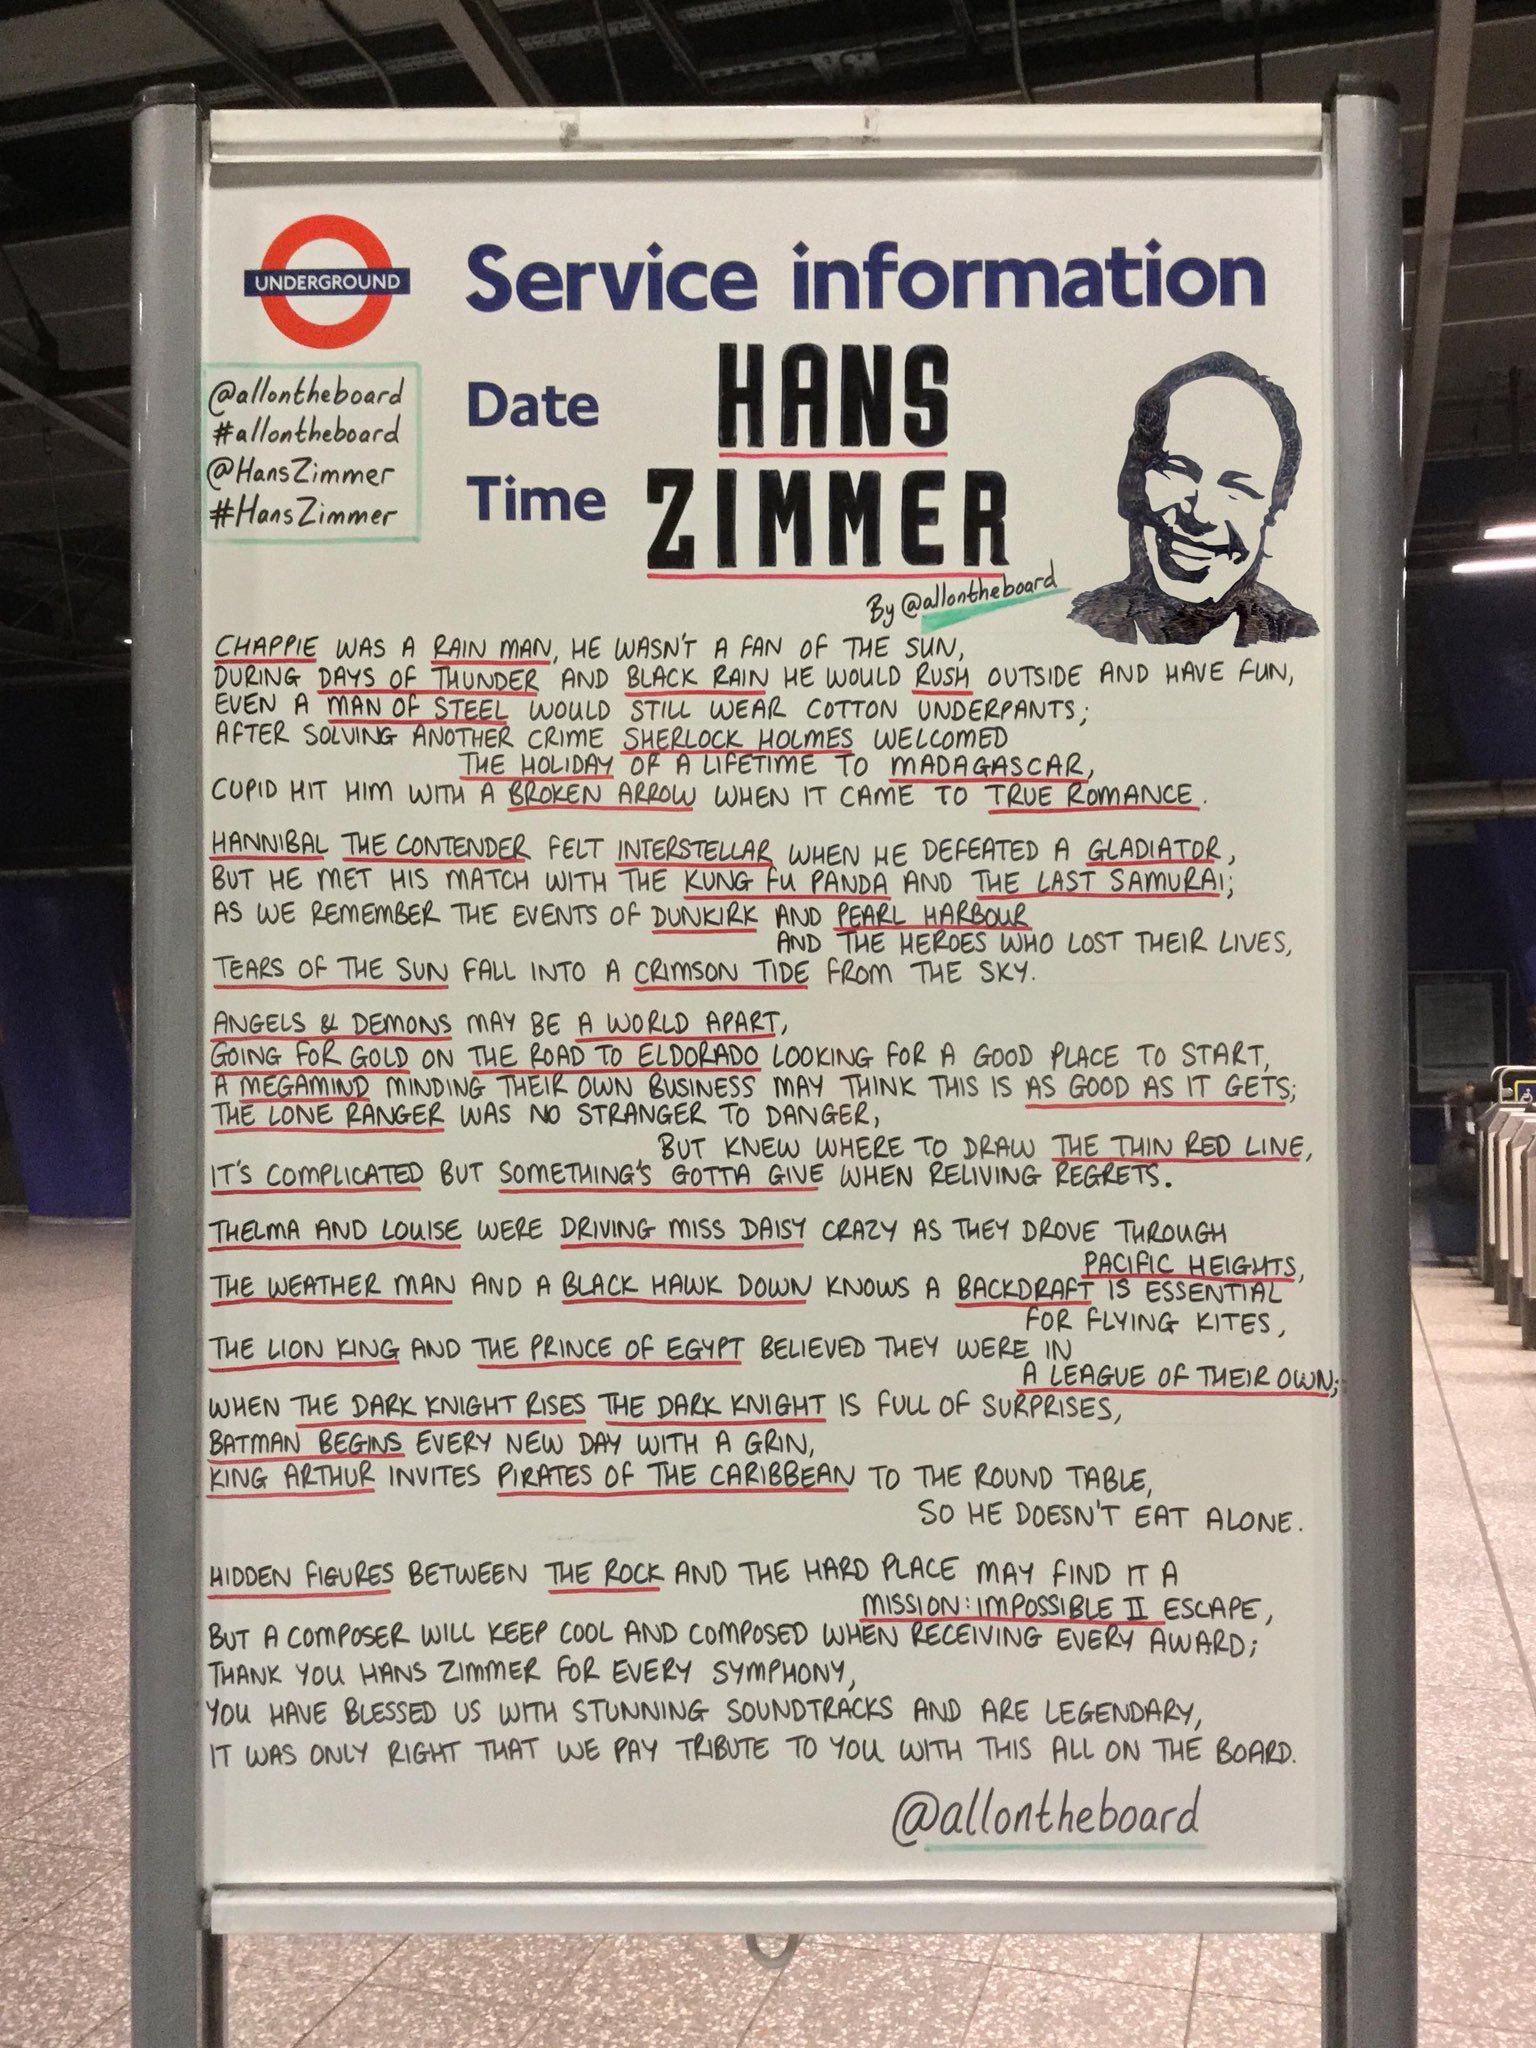 UNDERGROUND
Service information
@allontheboard
#allontheboard
@HansZimmer
#HansZimmer
Date
Time
HANS
ZIMMER
By @allontheboard
CHAPPIE WAS A RAIN MAN, HE WASN'T A FAN OF THE SUN,
DURING DAYS OF THUNDER AND BLACK RAIN HE WOULD RUSH OUTSIDE AND HAVE FUN,
EVEN A MAN OF STEEL WOULD STILL WEAR COTTON UNDERPANTS;
AFTER SOLVING ANOTHER CRIME SHERLOCK HOLMES WELCOMED
THE HOLIDAY OF A LIFETIME TO MADAGASCAR,
CUPID HIT HIM WITH A BROKEN ARROW WHEN IT CAME TO TRUE ROMANCE.
HANNIBAL THE CONTENDER FELT INTERSTELLAR WHEN HE DEFEATED A GLADIATOR,
BUT HE MET HIS MATCH WITH THE KUNG FU PANDA AND THE LAST SAMURAI;
AS WE REMEMBER THE EVENTS OF DUNKIRK AND PEARL HARBOUR
AND THE HEROES WHO LOST THEIR LIVES,
TEARS OF THE SUN FALL INTO A CRIMSON TIDE FROM THE SKY.
ANGELS & DEMONS MAY BE A WORLD APART,
GOING FOR GOLD ON THE ROAD TO ELDORADO LOOKING FOR A GOOD PLACE TO START,
A MEGAMIND MINDING THEIR OWN BUSINESS MAY THINK THIS IS AS GOOD AS IT GETS;
THE LONE RANGER WAS NO STRANGER TO DANGER,
BUT KNEW WHERE TO DRAW THE THIN RED LINE,
IT'S COMPLICATED BUT SOMETHING'S GOTTA GIVE WHEN RELIVING REGRETS.
THELMA AND LOUISE WERE DRIVING MISS DAISY CRAZY AS THEY DROVE THROUGH
PACIFIC HEIGHTS,
THE WEATHER MAN AND A BLACK HAWK DOWN KNOWS A BACKDRAFT IS ESSENTIAL
FOR FLYING KITES,
THE LION KING AND THE PRINCE OF EGYPT BELIEVED THEY WERE IN
A LEAGUE OF THEIR OWN;
WHEN THE DARK KNIGHT RISES THE DARK KNIGHT IS FULL OF SURPRISES,
BATMAN BEGINS EVERY NEW DAY WITH A GRIN,
KING ARTHUR INVITES PIRATES OF THE CARIBBEAN TO THE ROUND TABLE,
SO HE DOESN'T EAT ALONE.
HIDDEN FIGURES BETWEEN THE ROCK AND THE HARD PLACE MAY FIND IT A
MISSION: IMPOSSIBLE II ESCAPE,
BUT A COMPOSER WILL KEEP COOL AND COMPOSED WHEN RECEIVING EVERY AWARD;
THANK YOU HANS ZIMMER FOR EVERY SYMPHONY,
YOU HAVE BLESSED US WITH STUNNING SOUNDTRACKS AND ARE LEGENDARY,
IT WAS ONLY RIGHT THAT WE PAY TRIBUTE TO YOU WITH THIS ALL ON THE BOARD.
@allontheboard